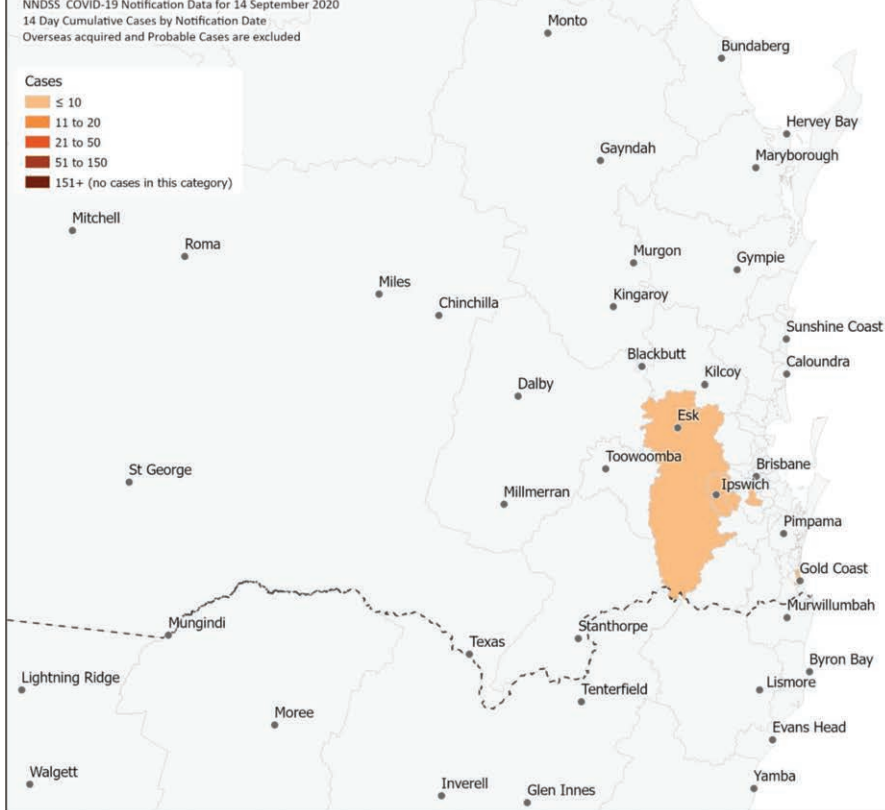 NNDSS COVID-19 Notification Data for 14 September 2020
14 Day Cumulative Cases by Notification Date
Overseas acquired and Probable Cases are excluded
Cases
≤ 10
11 to 20
21 to 50
51 to 150
151+ (no cases in this category)
Monto
Bundaberg
Hervey Bay
Gayndah
Maryborough
Mitchell
Roma
Murgon
Gympie
Miles
Kingaroy
Chinchilla
Sunshine Coast
Blackbutt
Caloundra
Kilcoy
Dalby
Esk
Toowoomba
Brisbane
St George
Ipswich
Millmerran
Pimpama
Gold Coast
Murwillumbah
Mungindi
Stanthorpe
Texas
Byron Bay
Lightning Ridge
Lismore
Tenterfield
Moree
Evans Head
Walgett
Yamba
Inverell
Glen Innes